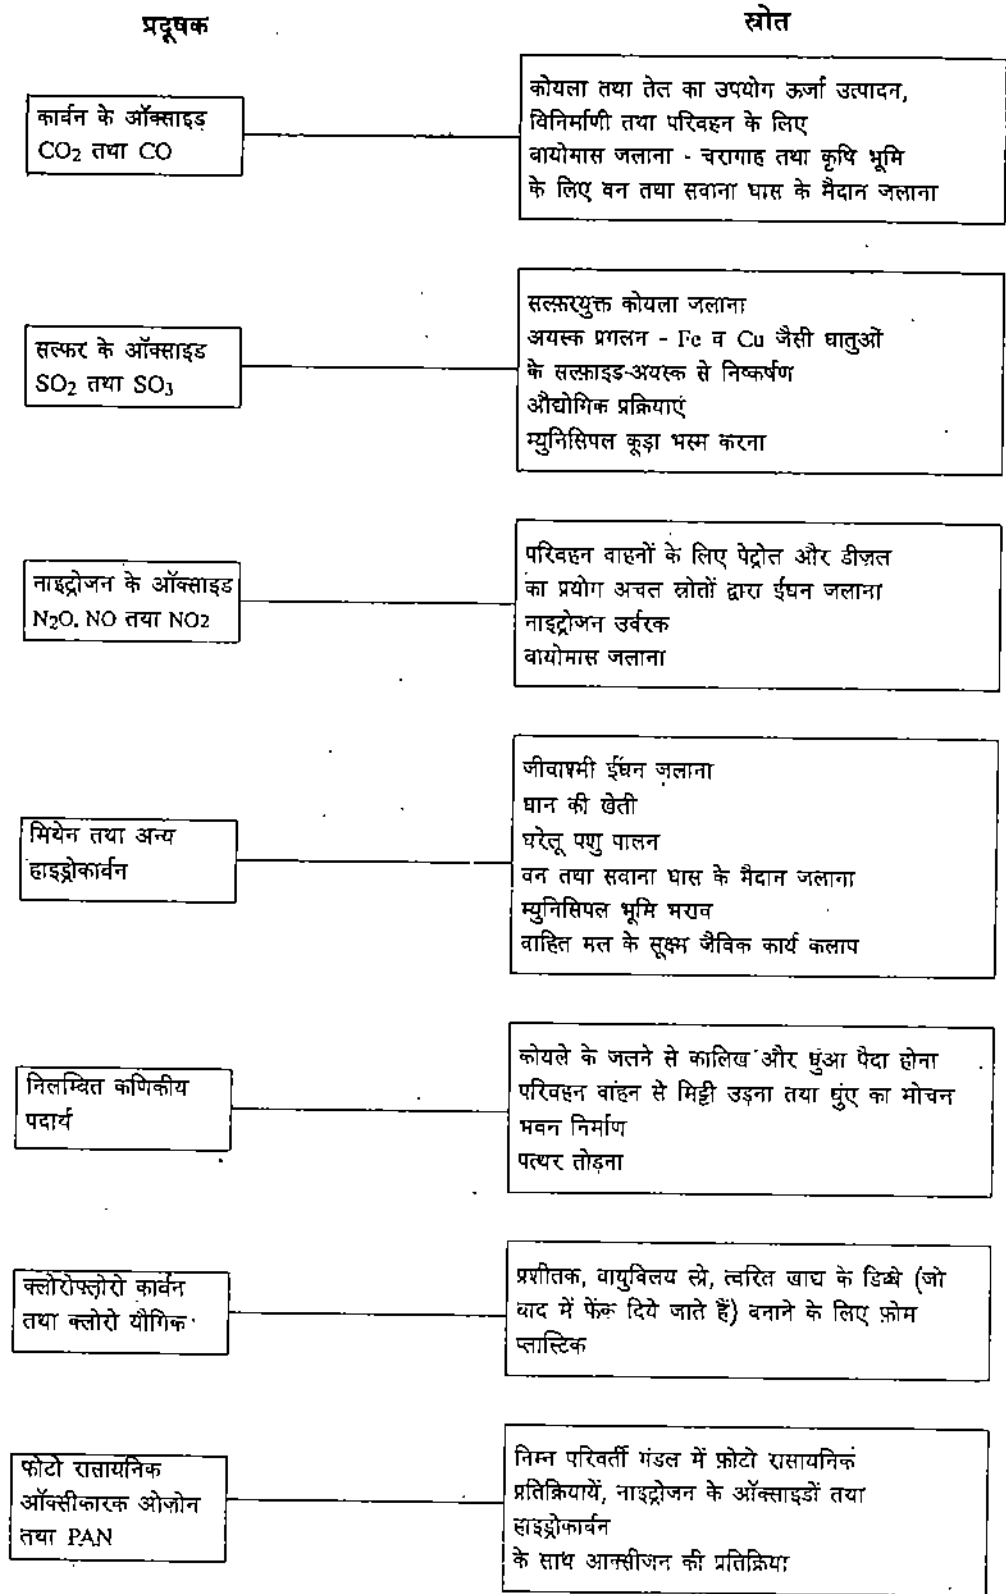 प्रदूषक
स्रोत
कार्बन के ऑक्साइड
CO2 तथा CO
कोयला तथा तेल का उपयोग ऊर्जा उत्पादन,
विनिर्माणी तथा परिवहन के लिए
बायोमास जलाना - चरागाह तथा कृषि भूमि
के लिए वन तथा सवाना घास के मैदान जलाना
सल्फर के ऑक्साइड
SO2 तथा SO3
सल्फ़रयुक्त कोयला जलाना
अयस्क प्रगलन - Fe व Cu जैसी धातुओं
के सल्फ़ाइड-अयस्क से निष्कर्षण
औद्योगिक प्रक्रियाएं
म्युनिसिपल कूड़ा भस्म करना
नाइट्रोजन के ऑक्साइड
N2O, NO तथा NO2
परिवहन वाहनों के लिए पेट्रोल और डीज़ल
का प्रयोग अचल स्रोतों द्वारा ईंधन जलाना
नाइट्रोजन उर्वरक
बायोमास जलाना
मिथेन तथा अन्य
हाइड्रोकार्बन
जीवाश्मी ईंधन जलाना
धान की खेती
घरेलू पशु पालन
वन तथा सवाना घास के मैदान जलाना
म्युनिसिपल भूमि भराव
वाहित मल के सूक्ष्म जैविक कार्य कलाप
निलम्बित कणिकीय
पदार्थ
कोयले के जलने से कालिख और धुंआ पैदा होना
परिवहन वाहन से मिट्टी उड़ना तथा धुंए का मोचन
भवन निर्माण
पत्थर तोड़ना
क्लोरोफ्लोरो कार्बन
तथा क्लोरो यौगिक
प्रशीतक, वायुविलय स्प्रे, त्वरित खाद्य के डिब्बे (जो
बाद में फेंक दिये जाते हैं) बनाने के लिए फ़ोम
प्लास्टिक
फोटो रासायनिक
ऑक्सीकारक ओज़ोन
तथा PAN
निम्न परिवर्ती मंडल में फ़ोटो रासायनिक
प्रतिक्रियायें, नाइट्रोजन के ऑक्साइडों तथा
हाइड्रोकार्बन
के साथ आक्सीजन की प्रतिक्रिया